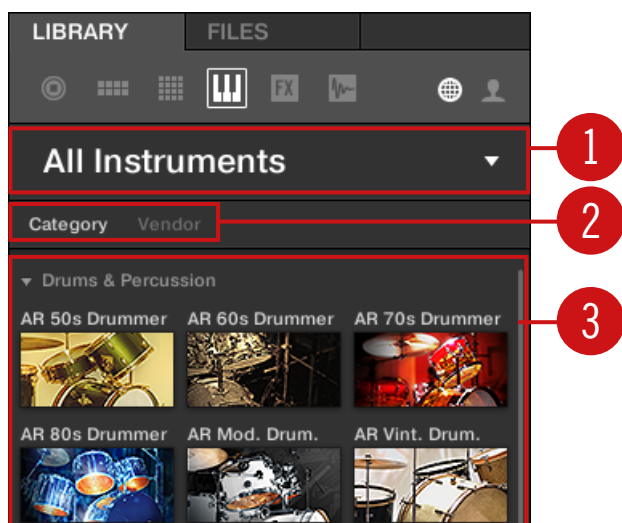 LIBRARY FILES
FX
All Instruments
1
Category Vendor
2
Drums & Percussion
AR 50s Drummer AR 60s Drummer AR 70s Drummer
3
AR 80s Drummer AR Mod. Drum. AR Vint. Drum.